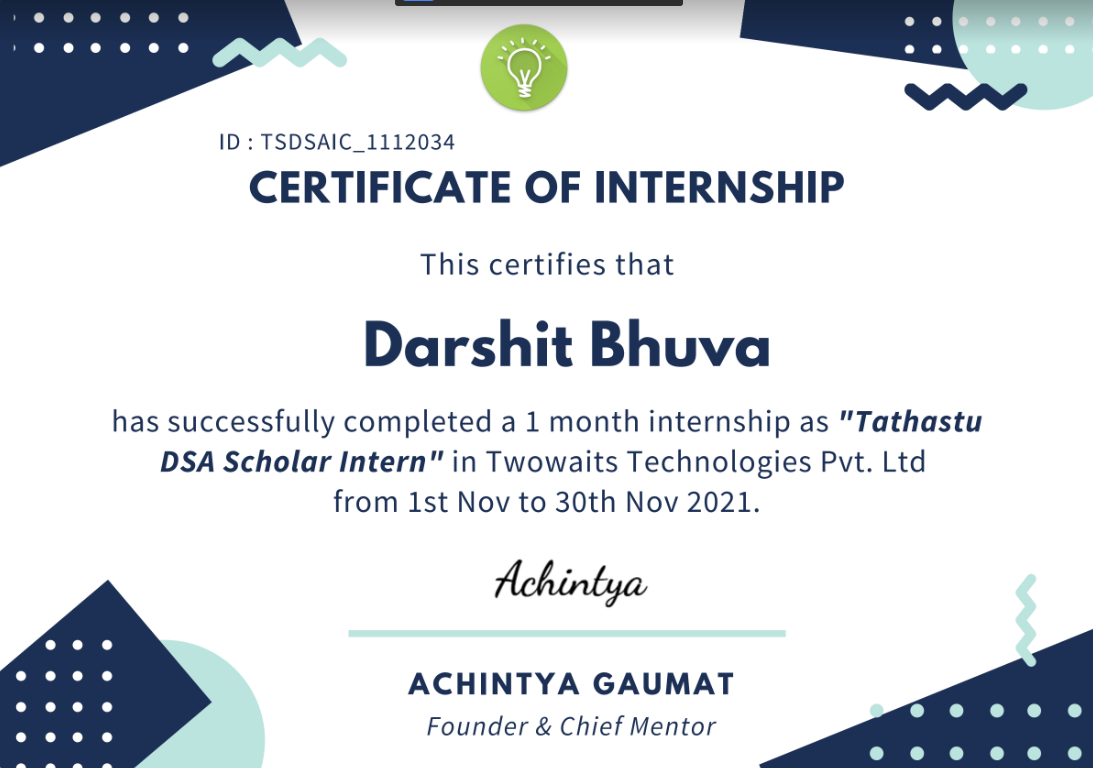 ID : TSDSAIC_1112034
CERTIFICATE OF INTERNSHIP
This certifies that
Darshit Bhuva
has successfully completed a 1 month internship as "Tathastu
DSA Scholar Intern" in Twowaits Technologies Pvt. Ltd
from 1st Nov to 30th Nov 2021.
Achintya
ACHINTYA GAUMAT
Founder & Chief Mentor